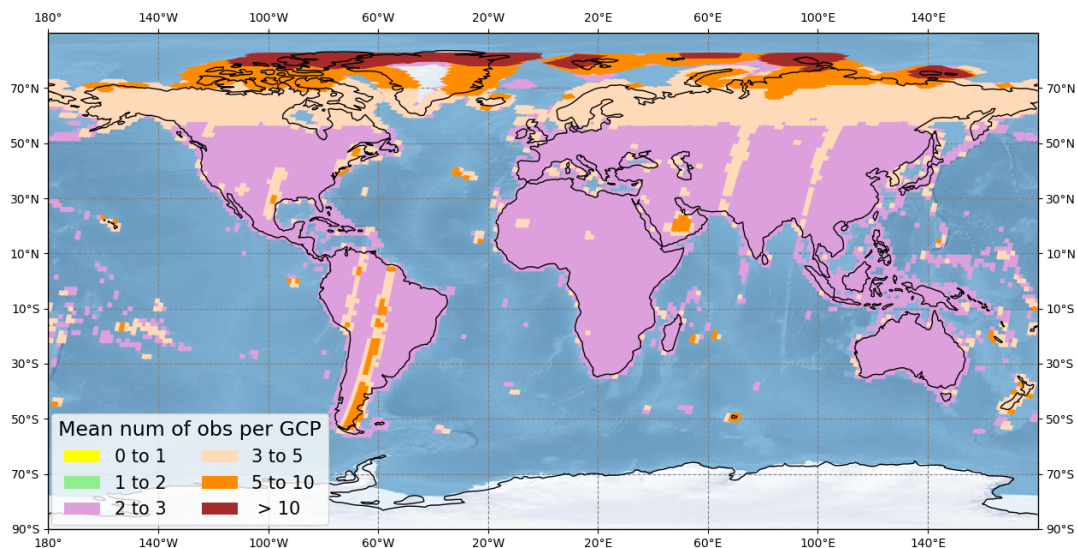 180° 140°W 100°W 60°W 20°W 20°E 60°E 100°E 140°E
70°N 70°N
50°N 50°N
30°N 30°N
10°N 10°N
10°S 10°S
30°S 30°S
50°S 50°S
70°S 70°S
90°S 90°S
Mean num of obs per GCP
0 to 1 3 to 5
1 to 2 5 to 10
2 to 3 > 10
180° 140°W 100°W 60°W 20°W 20°E 60°E 100°E 140°E